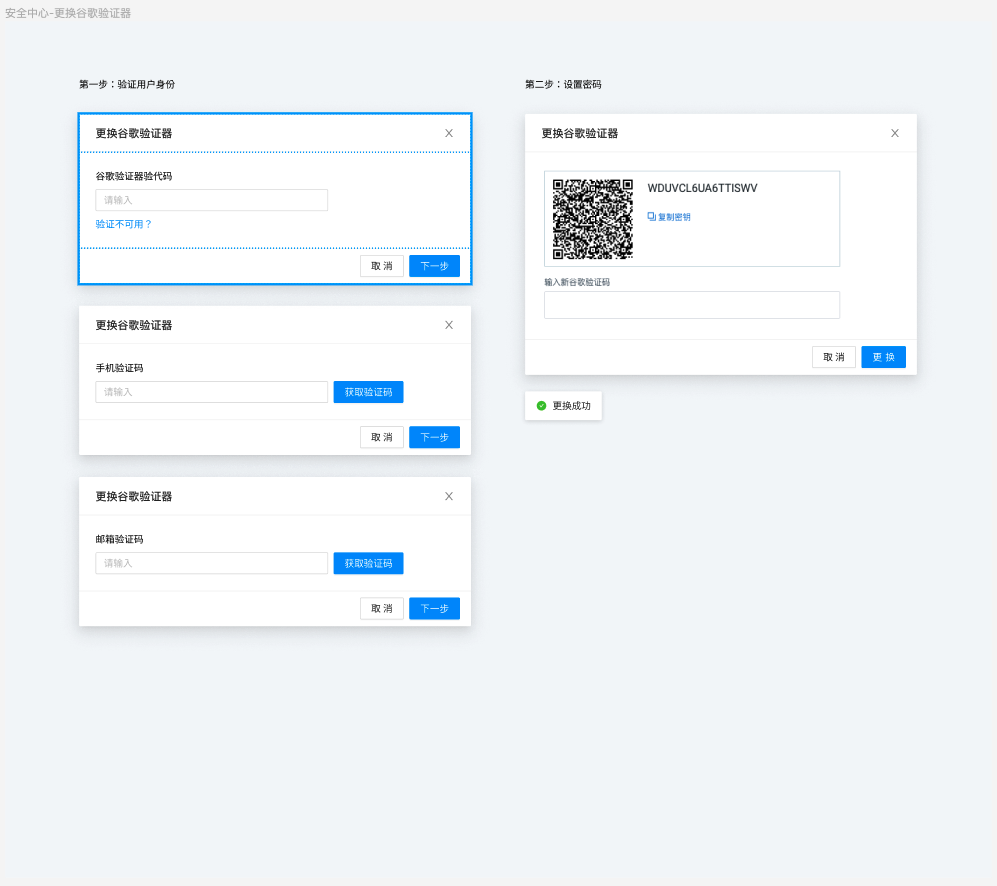 安全中心-更换谷歌验证器
第一步：验证用户身份
更换谷歌验证器
谷歌验证器验代码
请输入
验证不可用？
取 消
下一步
更换谷歌验证器
手机验证码
请输入
获取验证码
取 消
下一步
更换谷歌验证器
邮箱验证码
请输入
获取验证码
取 消
下一步
第二步：设置密码
更换谷歌验证器
WDUVCL6UA6TTISWV
复制密钥
输入新谷歌验证码
取 消
更 换
更换成功